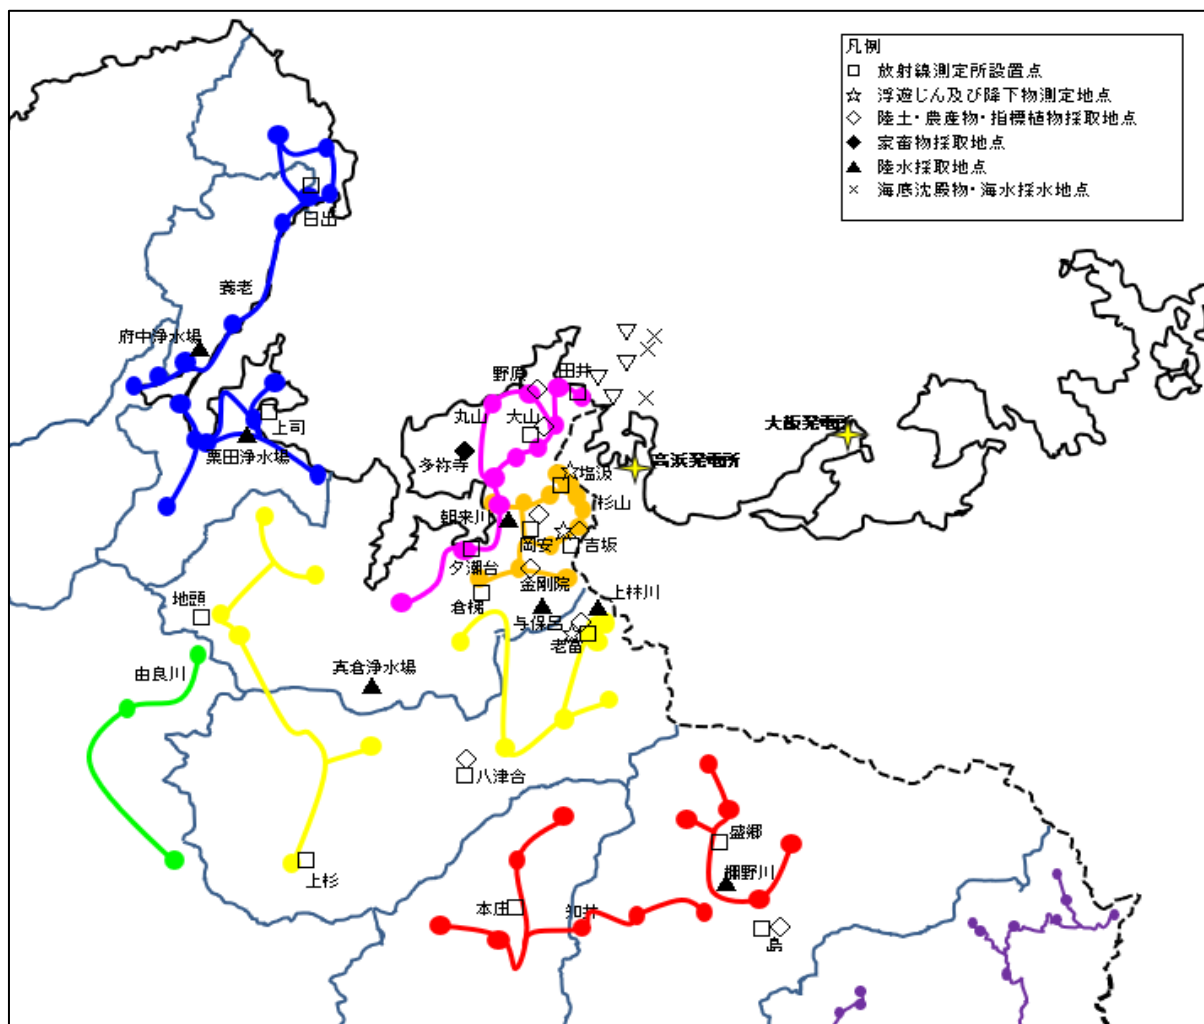 凡例
放射線測定所設置点
浮遊じん及び降下物測定地点
陸土・農産物・指標植物採取地点
家畜物採取地点
陸水採取地点
海底沈殿物・海水採水地点
日出
養老
府中浄水場
上司
栗田浄水場
野原
田井
丸山
大山
多祢寺
大飯発電所
高浜発電所
塩汲
杉山
朝来川
岡安
吉坂
夕潮台
金剛院
倉梯
上林川
与保呂
老富
地頭
由良川
真倉浄水場
八津合
上杉
盛郷
棚野川
本庄
知井
島